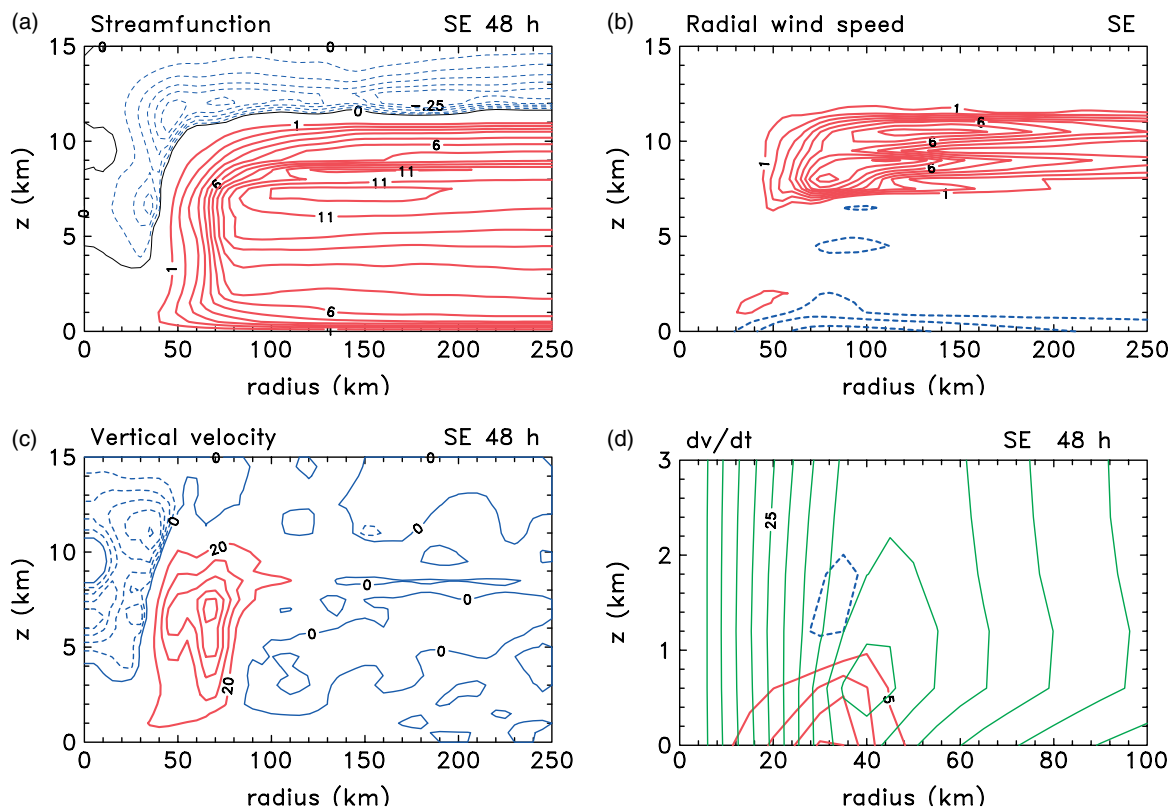 (a) Streamfunction SE 48 h
15
10
5
0
z (km)
0 0 0 -.25 0
1 6 11 6 11 1 6
0 50 100 150 200 250
radius (km)
(b) Radial wind speed SE
15
10
5
0
z (km)
1 6 1 6 1
0 50 100 150 200 250
radius (km)
(c) Vertical velocity SE 48 h
15
10
5
0
z (km)
0 0 0 0 20 0 0 0 0 20
0 50 100 150 200 250
radius (km)
(d) dv/dt SE 48 h
3
2
1
0
z (km)
25 5
0 20 40 60 80 100
radius (km)